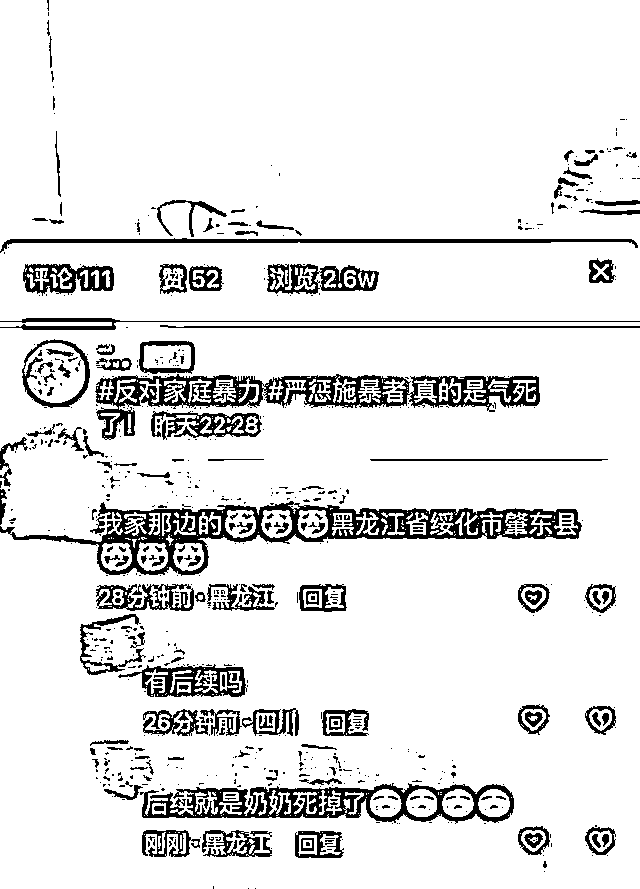 评论 111 赞 52 浏览 2.6w
#反对家庭暴力 #严惩施暴者 真的是气死
了！ 昨天22:28
我家那边的😷😷😷黑龙江省绥化市肇东县
😷😷😷
28分钟前·黑龙江 回复
有后续吗
26分钟前·四川 回复
后续就是奶奶死掉了
刚刚·黑龙江 回复